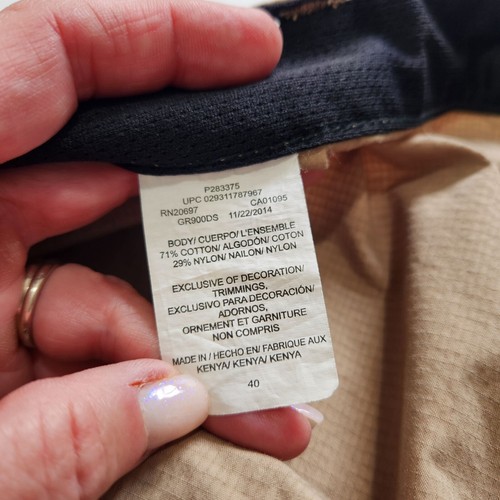 P283375
UPC 029311787967
RN20697 CA01095
GR900DS 11/22/2014
BODY/ CUERPO/ L'ENSEMBLE
71% COTTON/ ALGODÓN/ COTON
29% NYLON/ NAILON/ NYLON
EXCLUSIVE OF DECORATION/
TRIMMINGS,
EXCLUSIVO PARA DECORACIÓN/
ADORNOS,
ORNEMENT ET GARNITURE
NON COMPRIS
MADE IN / HECHO EN/ FABRIQUE AUX
KENYA/ KENYA/ KENYA
40